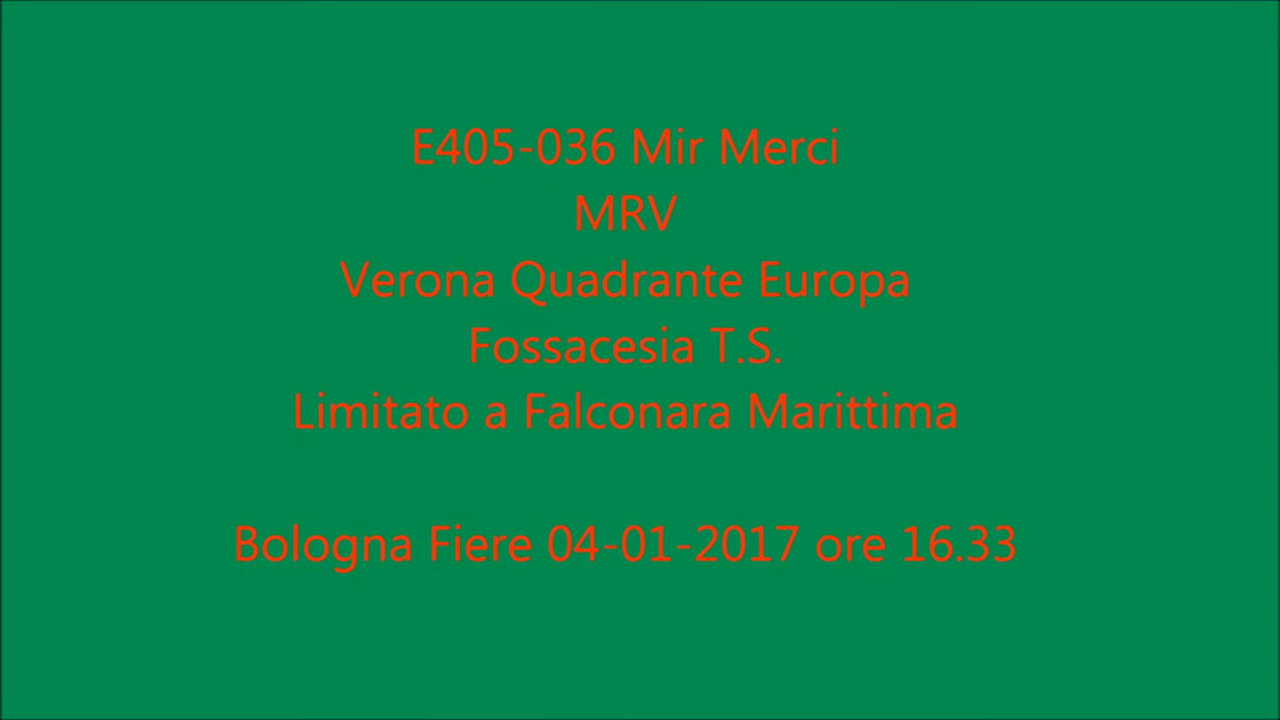 E405-036 Mir Merci
MRV
Verona Quadrante Europa
Fossacesia T.S.
Limitato a Falconara Marittima
Bologna Fiere 04-01-2017 ore 16.33